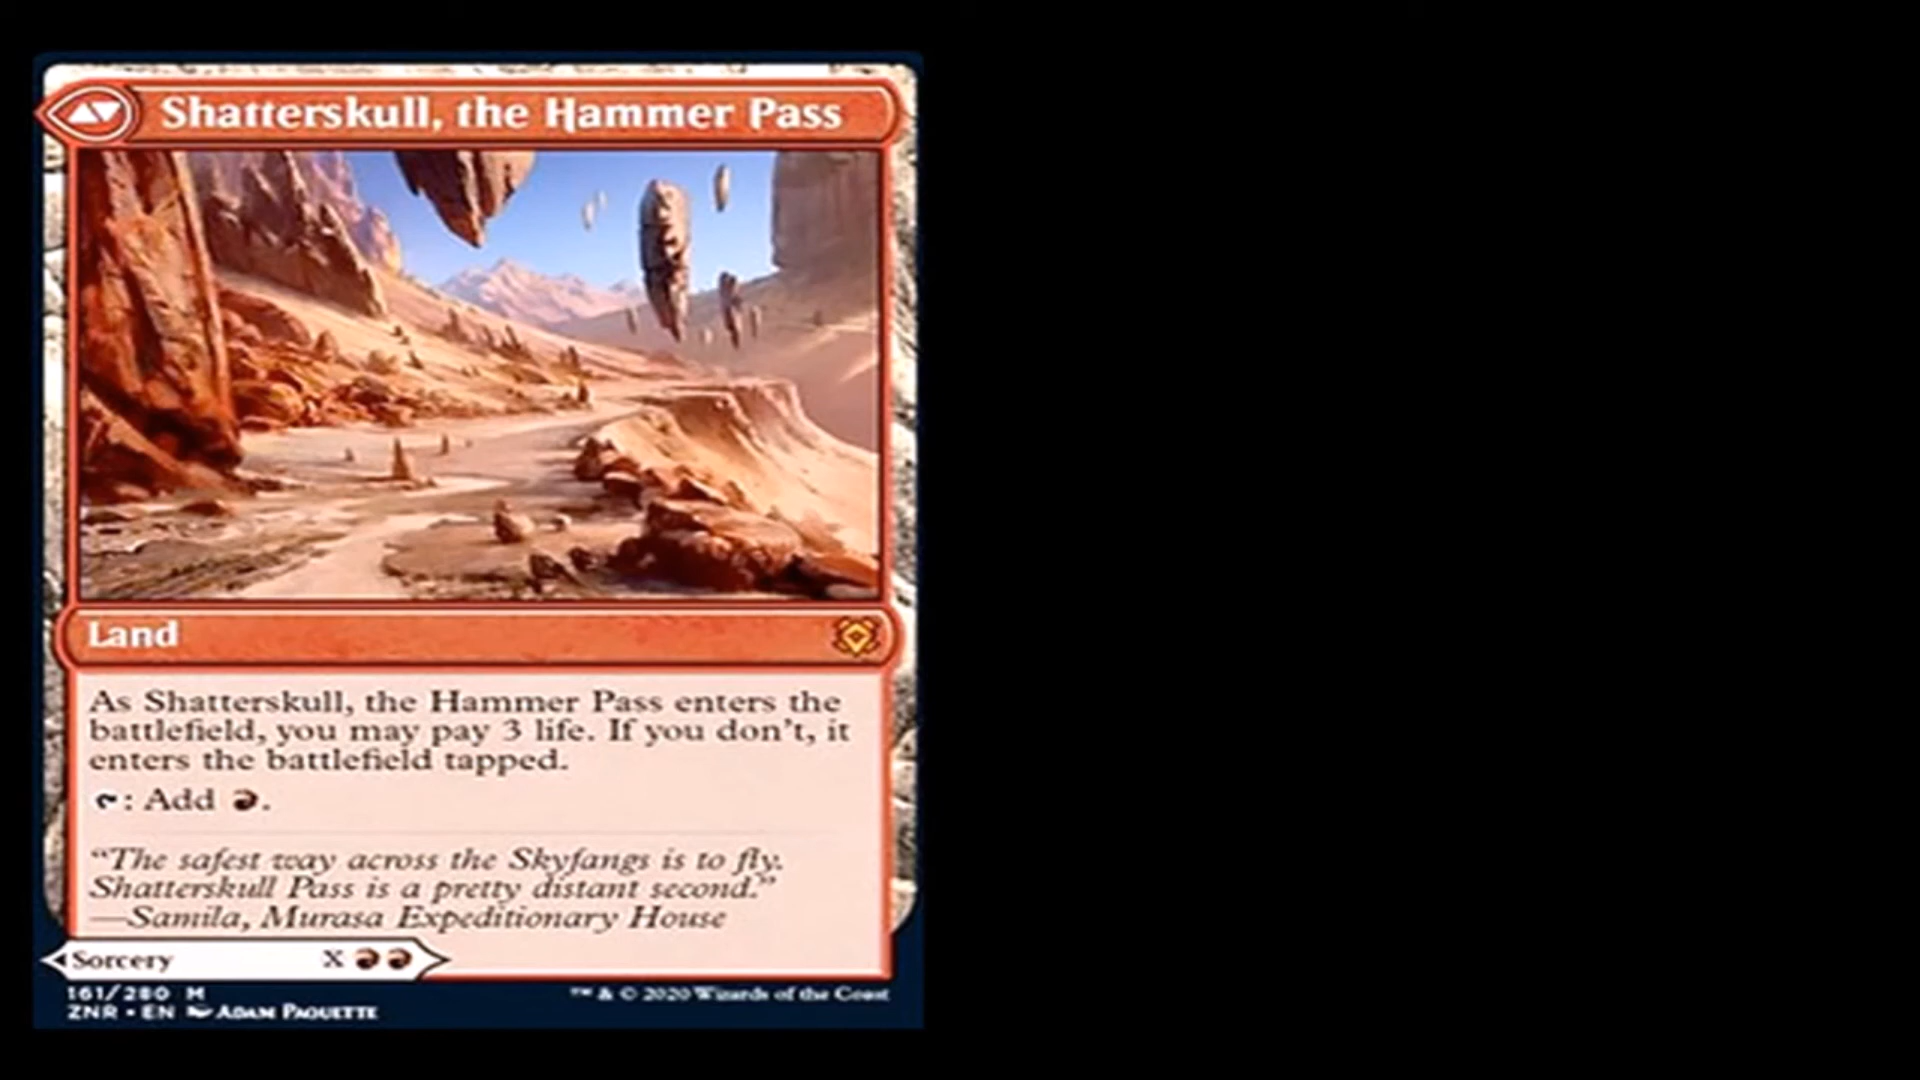 Shatterskull, the Hammer Pass
Land
As Shatterskull, the Hammer Pass enters the
battlefield, you may pay 3 life. If you don't, it
enters the battlefield tapped.
: Add .
"The safest way across the Skyfangs is to fly.
Shatterskull Pass is a pretty distant second."
—Samila, Murasa Expeditionary House
Sorcery X
161/280 M
ZNR • EN Adam Paquette
™ & © 2020 Wizards of the Coast